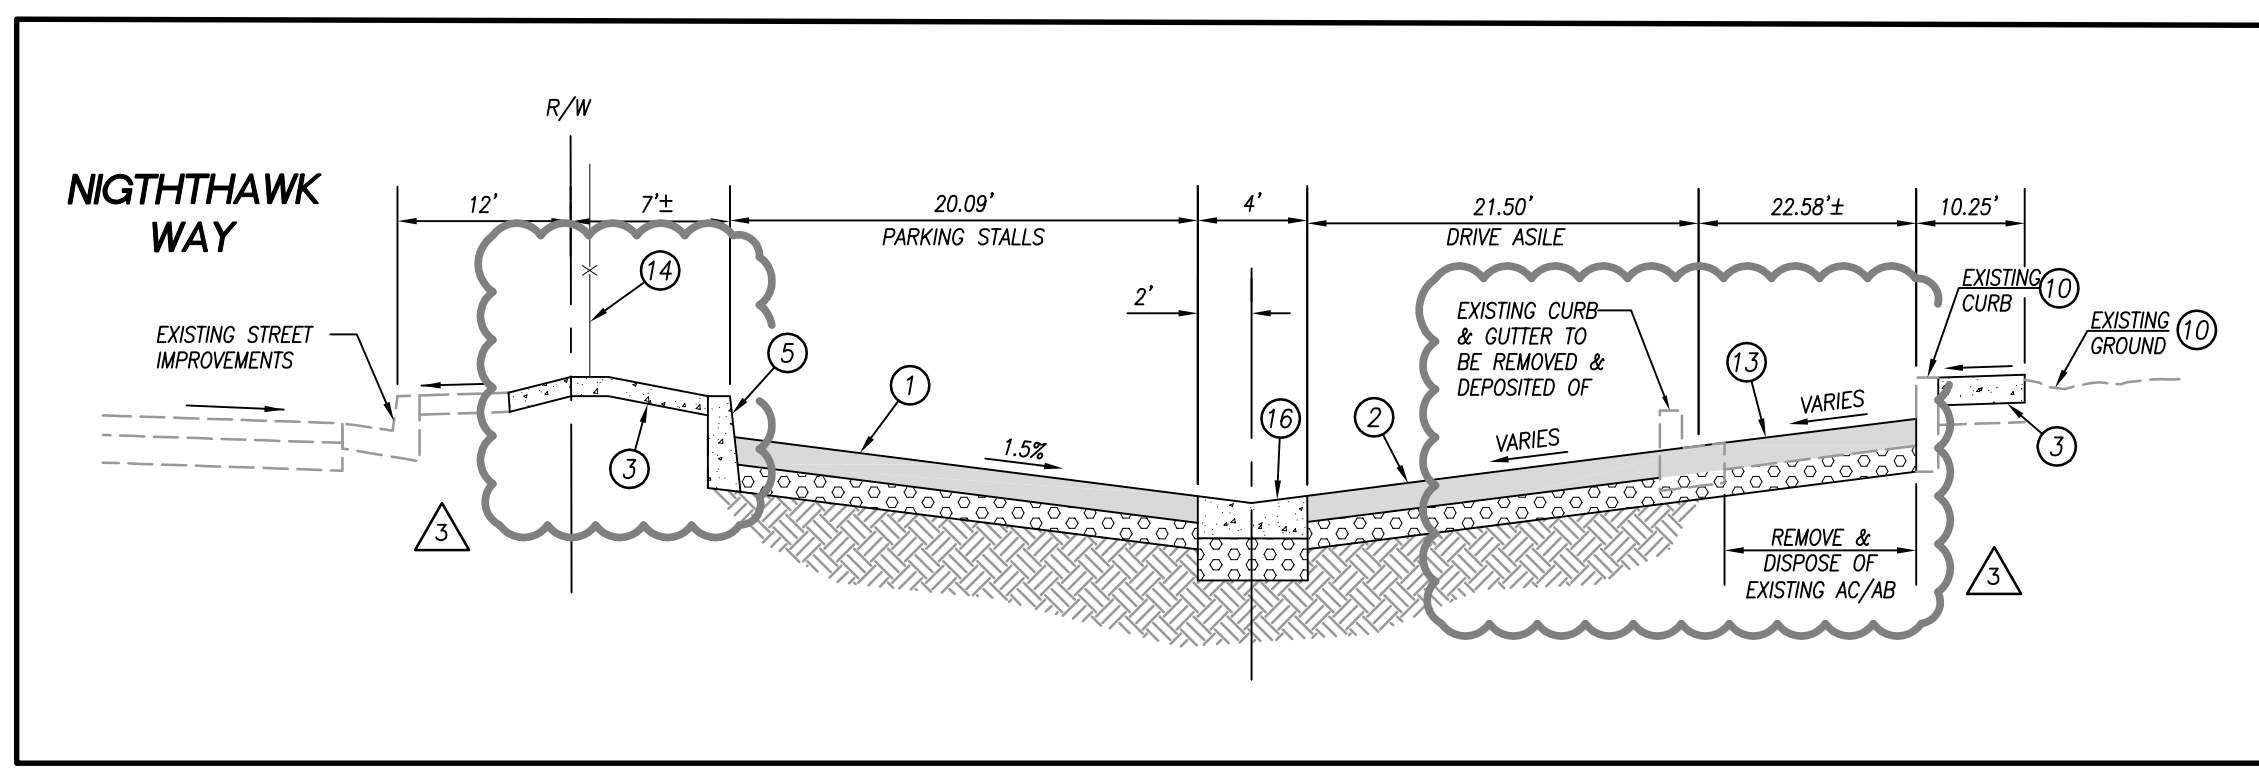 R/W
NIGTHTHAWK
WAY
12'
7'±
20.09'
PARKING STALLS
4'
21.50'
DRIVE ASILE
22.58'±
10.25'
2'
14
EXISTING STREET
IMPROVEMENTS
5
1
3
3
1.5%
16
2
EXISTING CURB
& GUTTER TO
BE REMOVED &
DEPOSITED OF
VARIES
13
VARIES
EXISTING
CURB
10
EXISTING
GROUND
10
3
REMOVE &
DISPOSE OF
EXISTING AC/AB
3